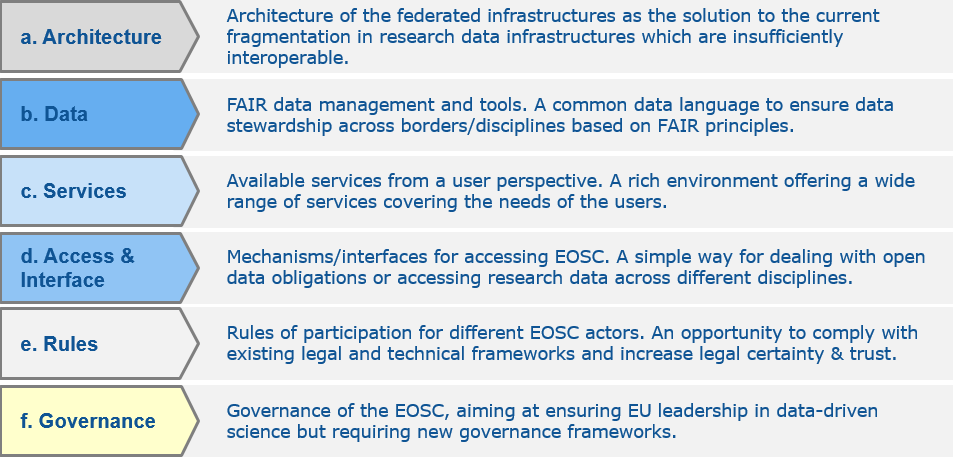 a. Architecture
Architecture of the federated infrastructures as the solution to the current
fragmentation in research data infrastructures which are insufficiently
interoperable.
b. Data
FAIR data management and tools. A common data language to ensure data
stewardship across borders/disciplines based on FAIR principles.
c. Services
Available services from a user perspective. A rich environment offering a wide
range of services covering the needs of the users.
d. Access &
Interface
Mechanisms/interfaces for accessing EOSC. A simple way for dealing with open
data obligations or accessing research data across different disciplines.
e. Rules
Rules of participation for different EOSC actors. An opportunity to comply with
existing legal and technical frameworks and increase legal certainty & trust.
f. Governance
Governance of the EOSC, aiming at ensuring EU leadership in data-driven
science but requiring new governance frameworks.